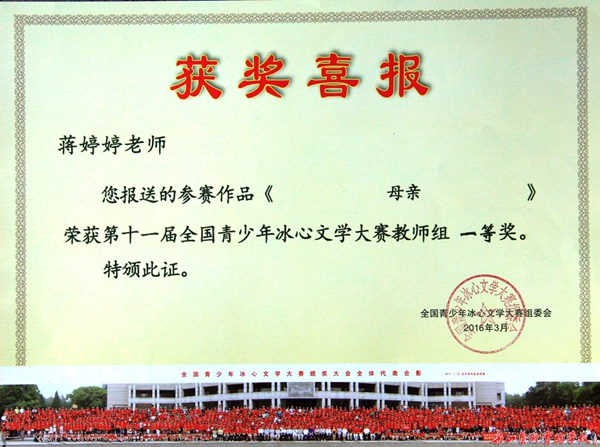 获奖喜报
蒋婷婷老师
您报送的参赛作品《 母亲 》
荣获第十一届全国青少年冰心文学大赛教师组 一等奖。
特颁此证。
全国青少年冰心文学大赛组委会
2016年3月
全国青少年冰心文学大赛颁奖大会全体代表合影